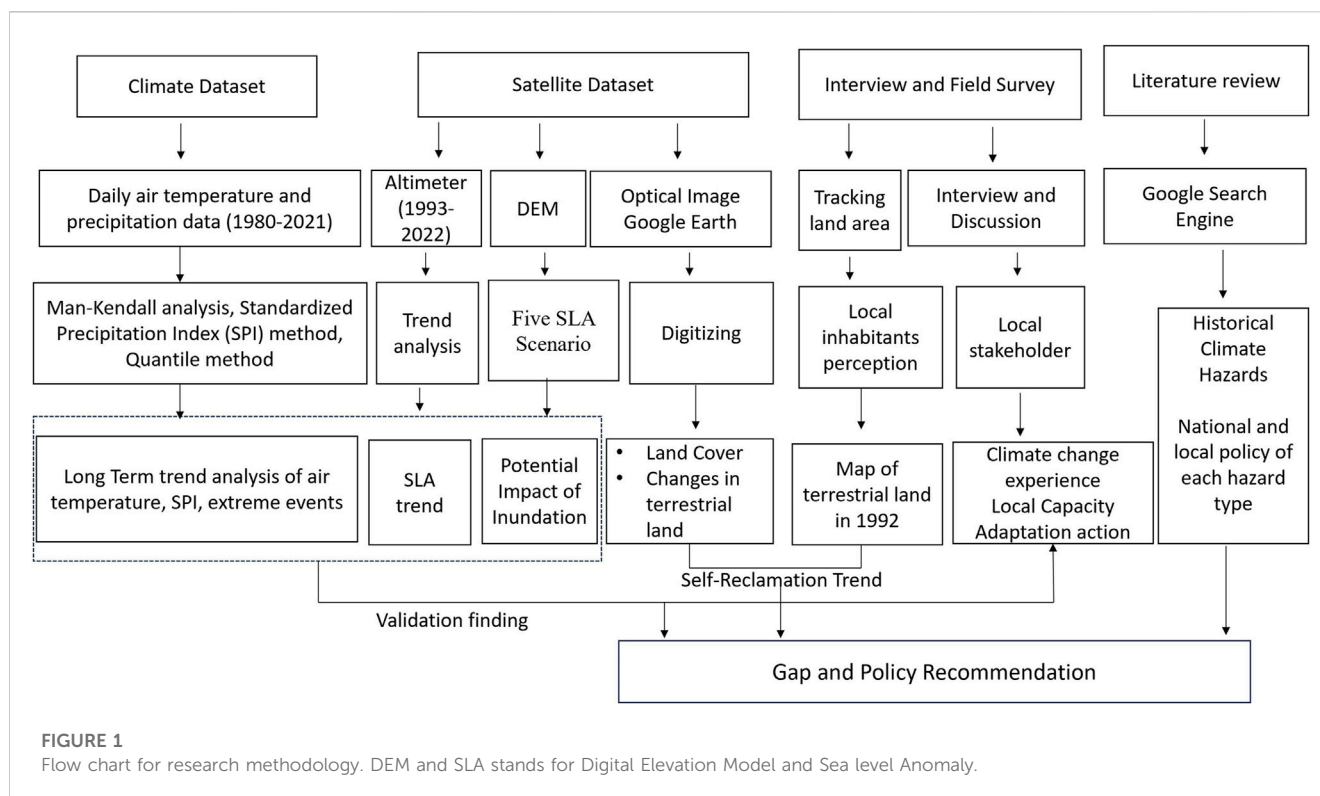 Climate Dataset
Satellite Dataset
Interview and Field Survey
Literature review
Daily air temperature and
precipitation data (1980-2021)
Altimeter
(1993-
2022)
DEM
Optical Image
Google Earth
Tracking
land area
Interview and
Discussion
Google Search
Engine
Man-Kendall analysis, Standardized
Precipitation Index (SPI) method,
Quantile method
Trend
analysis
Five SLA
Scenario
Digitizing
Local
inhabitants
perception
Local
stakeholder
Historical
Climate
Hazards
National and
local policy of
each hazard
type
Long Term trend analysis of air
temperature, SPI, extreme events
SLA
trend
Potential
Impact of
Inundation
• Land Cover
• Changes in
terrestrial
land
Map of
terrestrial land
in 1992
Climate change
experience
Local Capacity
Adaptation action
Self-Reclamation Trend
Validation finding
Gap and Policy Recommendation
FIGURE 1
Flow chart for research methodology. DEM and SLA stands for Digital Elevation Model and Sea level Anomaly.